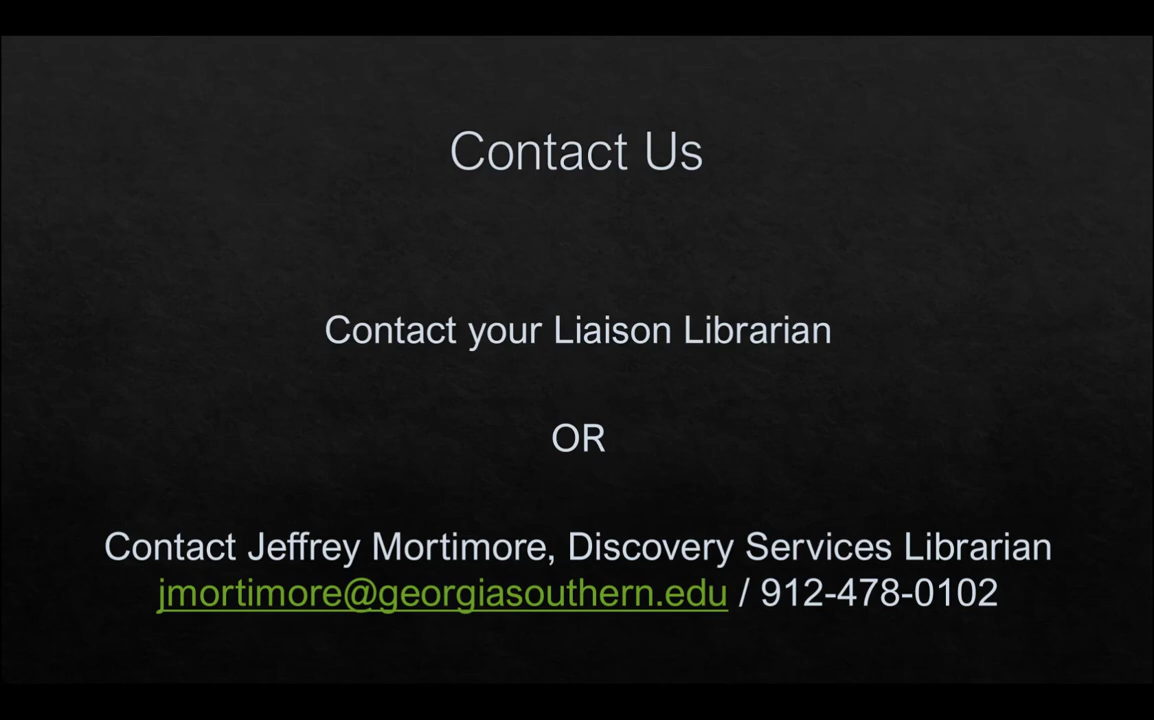 Contact Us
Contact your Liaison Librarian
OR
Contact Jeffrey Mortimore, Discovery Services Librarian
jmortimore@georgiasouthern.edu / 912-478-0102